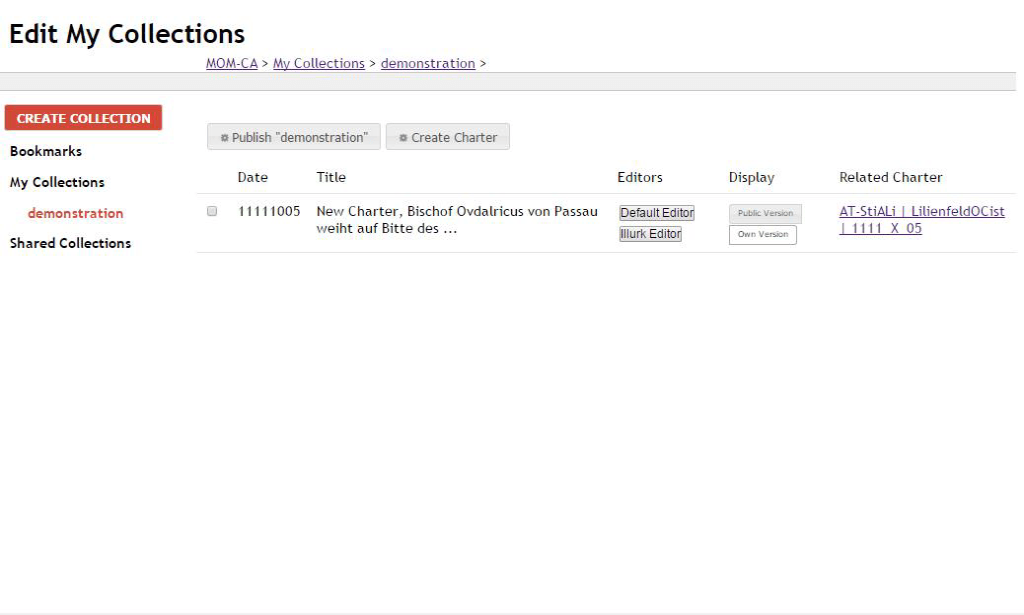 Edit My Collections
MOM-CA > My Collections > demonstration >
CREATE COLLECTION
Bookmarks
My Collections
demonstration
Shared Collections
Publish "demonstration" Create Charter
Date Title Editors Display Related Charter
11111005 New Charter, Bischof Ovdalricus von Passau Default Editor Public Version AT-StiALi | LilienfeldOCist
weiht auf Bitte des ... Illurk Editor Own Version | 1111_X_05